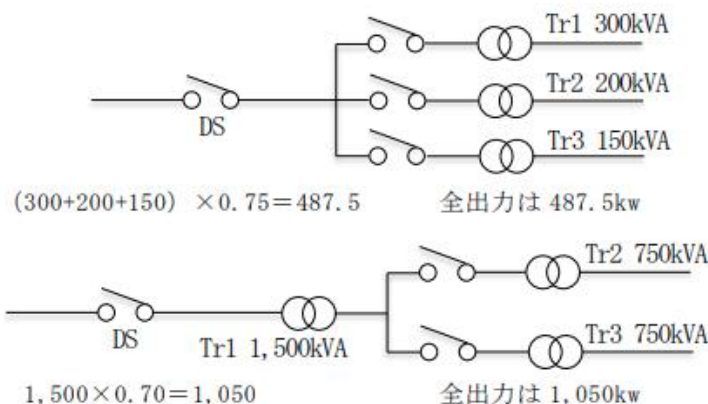 Tr1 300kVA
Tr2 200kVA
DS
Tr3 150kVA
(300+200+150) ×0.75=487.5
全出力は 487.5kw
Tr2 750kVA
DS
Tr1 1,500kVA
Tr3 750kVA
1,500×0.70=1,050
全出力は 1,050kw